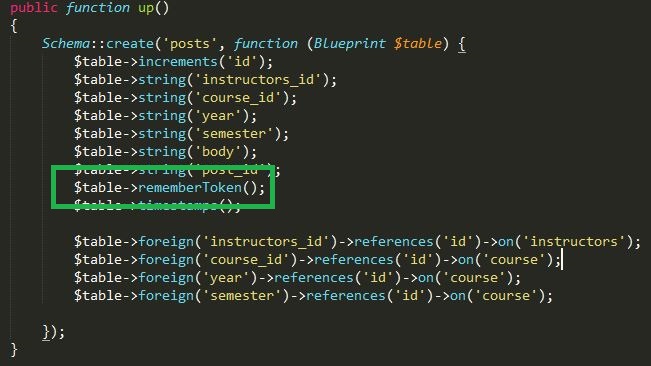 public function up()
{
Schema::create('posts', function (Blueprint $table) {
$table->increments('id');
$table->string('instructors_id');
$table->string('course_id');
$table->string('year');
$table->string('semester');
$table->string('body');
$table->string('post_id');
$table->rememberToken();
$table->timestamps();
$table->foreign('instructors_id')->references('id')->on('instructors');
$table->foreign('course_id')->references('id')->on('course');
$table->foreign('year')->references('id')->on('course');
$table->foreign('semester')->references('id')->on('course');
});
}